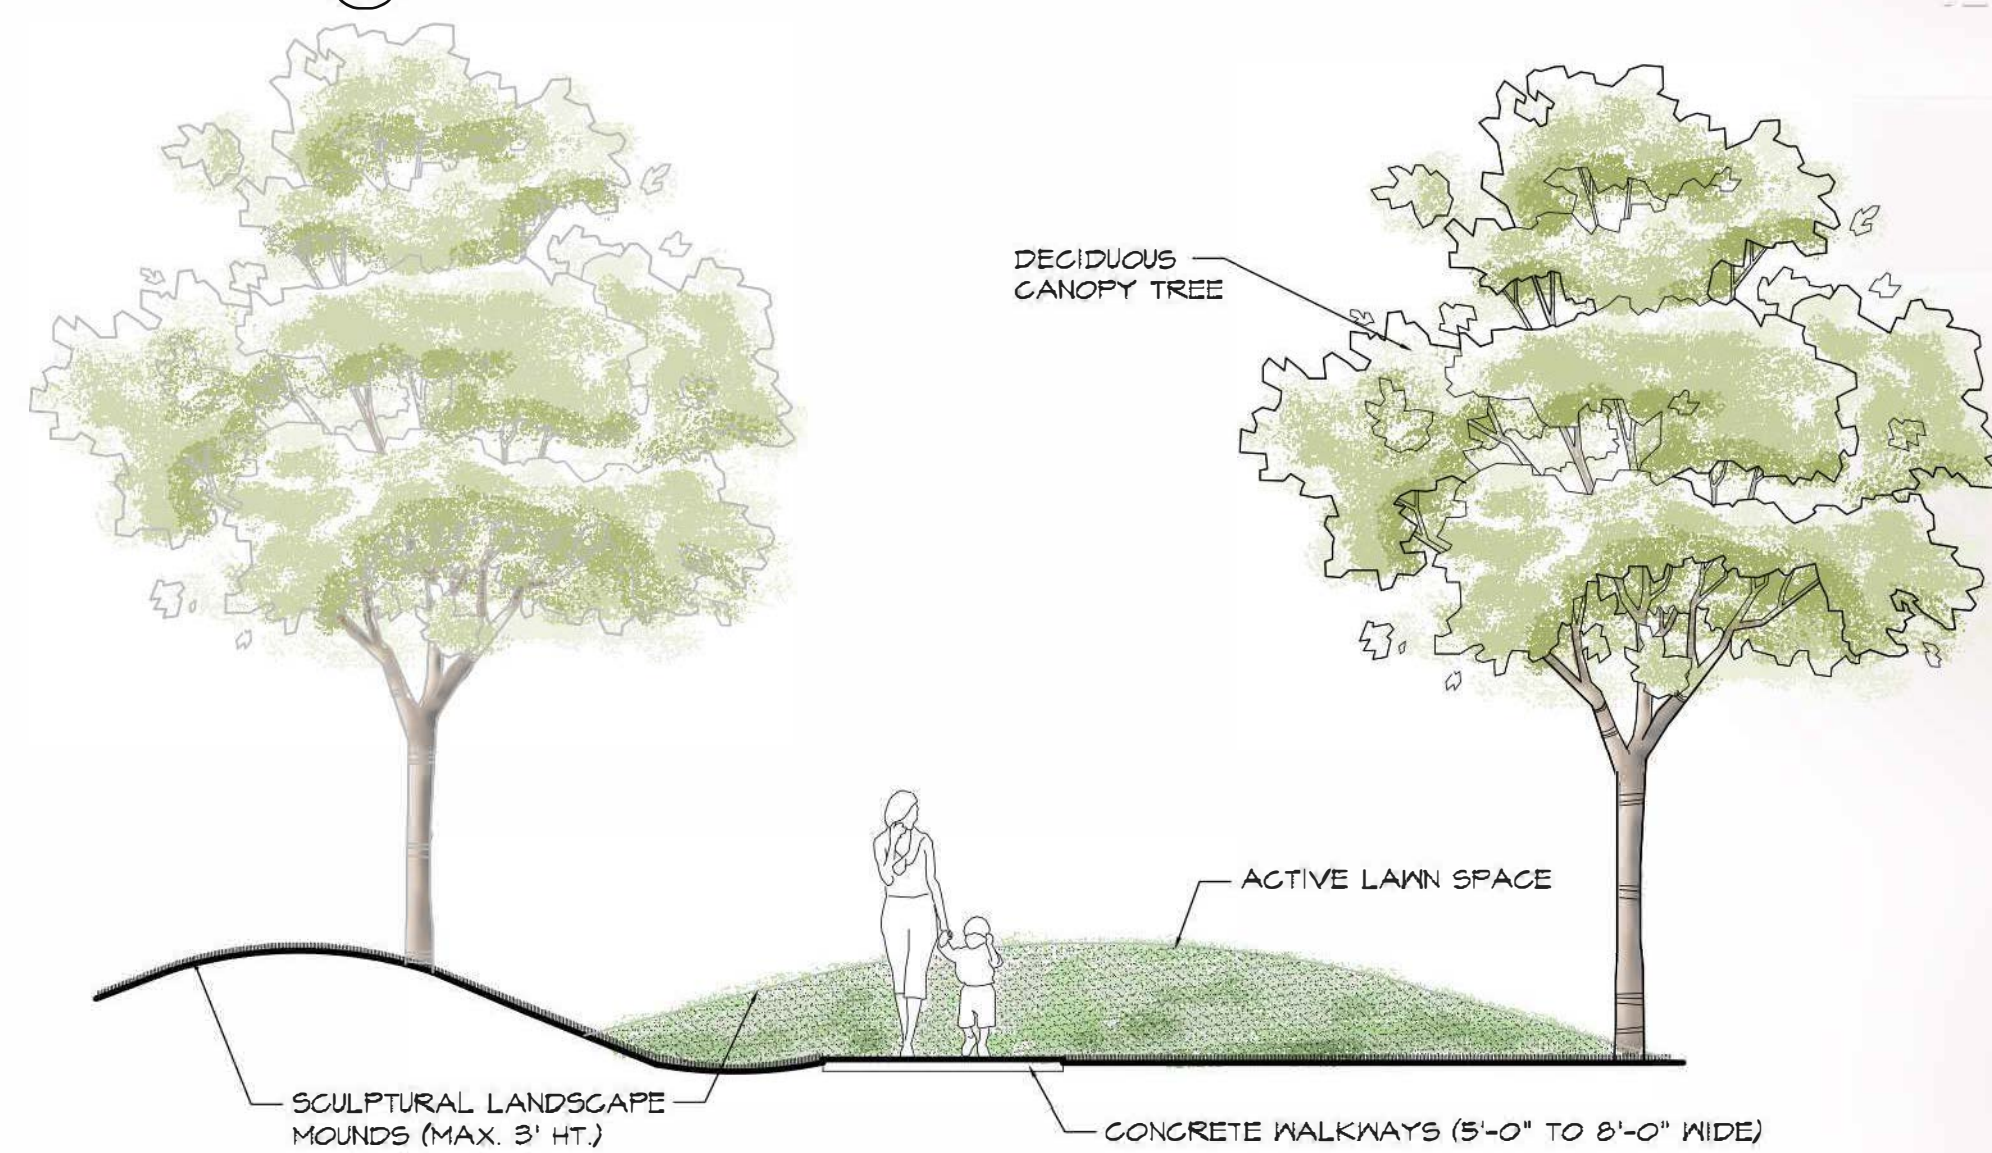 DECIDUOUS
CANOPY TREE
ACTIVE LAWN SPACE
SCULPTURAL LANDSCAPE
MOUNDS (MAX. 3' HT.)
CONCRETE WALKWAYS (5'-0" TO 8'-0" WIDE)